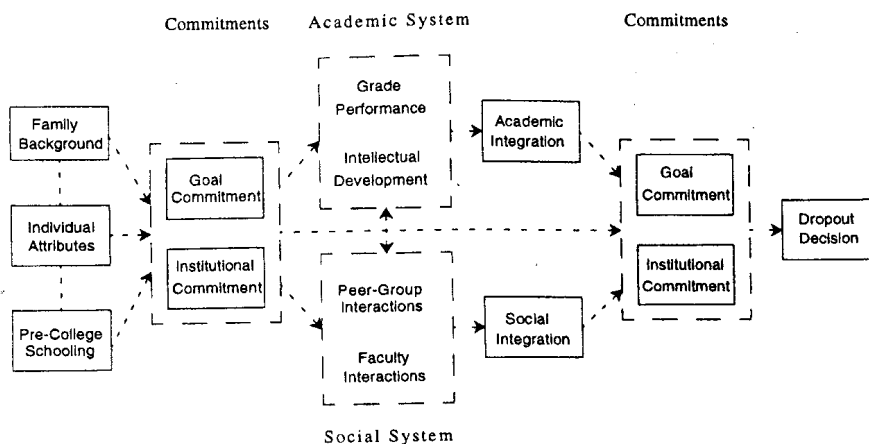 Commitments
Academic System
Commitments
Family
Background
Individual
Attributes
Pre-College
Schooling
Goal
Commitment
Institutional
Commitment
Grade
Performance
Intellectual
Development
Peer-Group
Interactions
Faculty
Interactions
Social System
Academic
Integration
Social
Integration
Goal
Commitment
Institutional
Commitment
Dropout
Decision